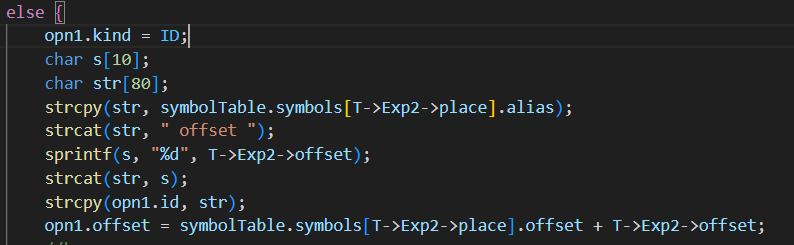 else {
opn1.kind = ID;
char s[10];
char str[80];
strcpy(str, symbolTable.symbols[T->Exp2->place].alias);
strcat(str, " offset ");
sprintf(s, "%d", T->Exp2->offset);
strcat(str, s);
strcpy(opn1.id, str);
opn1.offset = symbolTable.symbols[T->Exp2->place].offset + T->Exp2->offset;